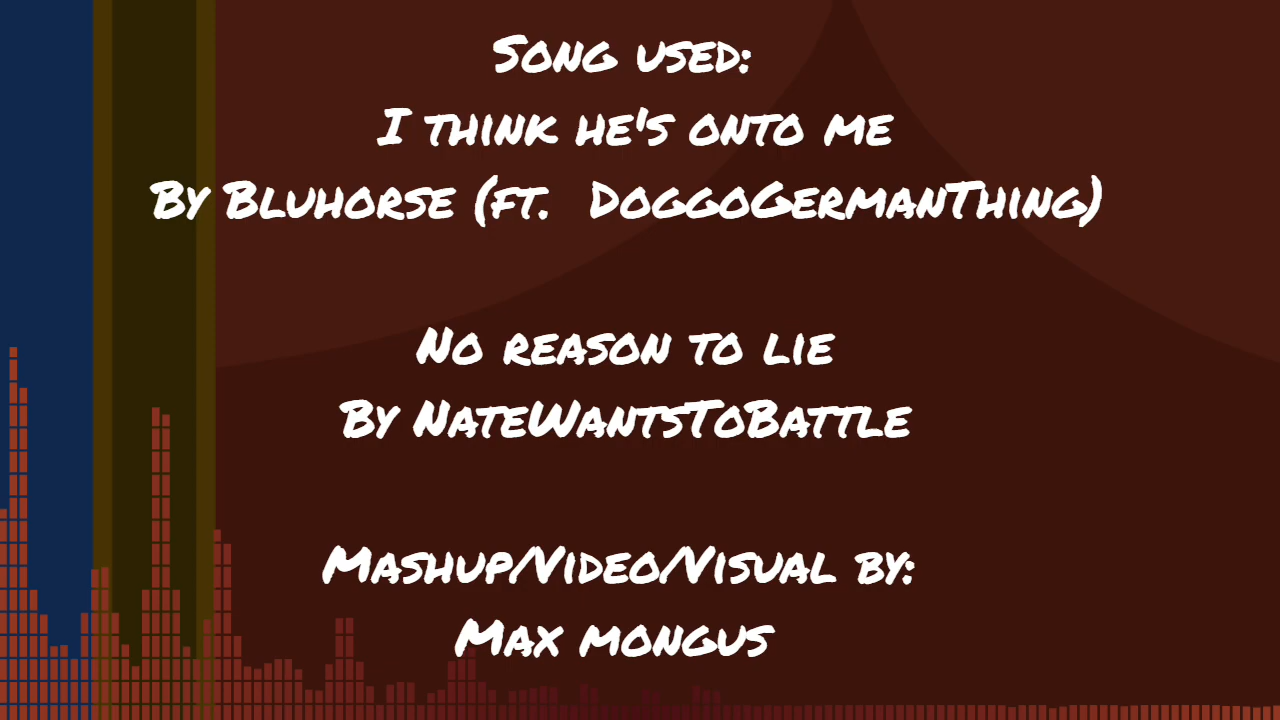 Song used:
I think he's onto me
By Bluhorse (ft. DoggoGermanThing)
No reason to lie
By NateWantsToBattle
Mashup/Video/Visual by:
Max mongus